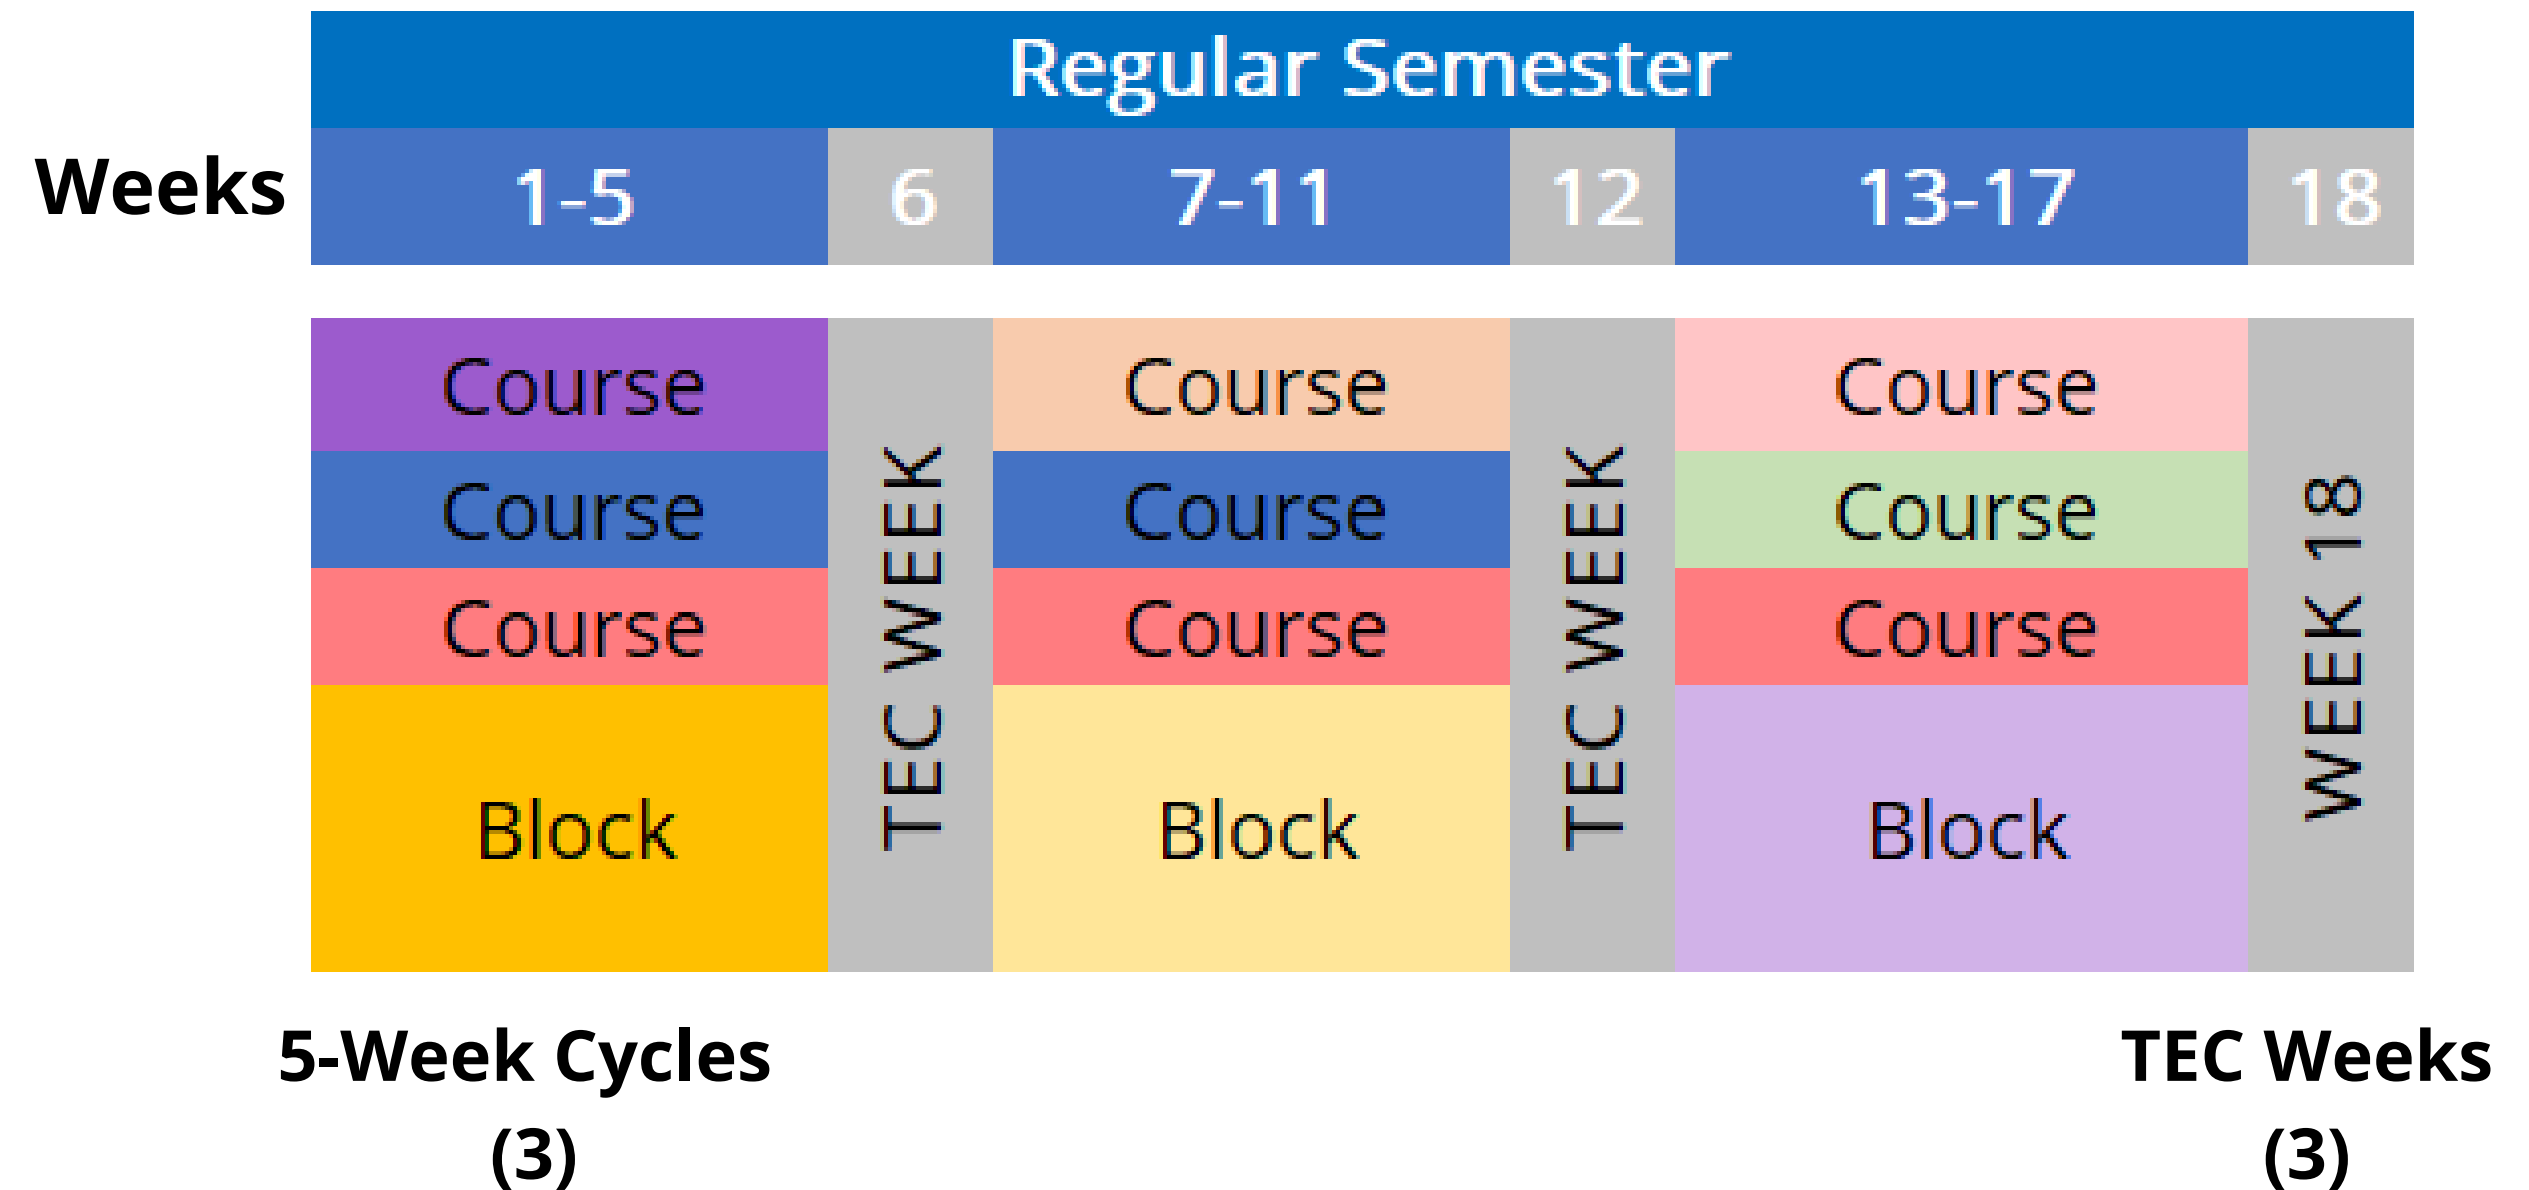 Regular Semester
Weeks 1-5 6 7-11 12 13-17 18
Course Course Course
Course Course Course
Course Course Course
Block Block Block
TEC WEEK
TEC WEEK
WEEK 18
5-Week Cycles
(3)
TEC Weeks
(3)